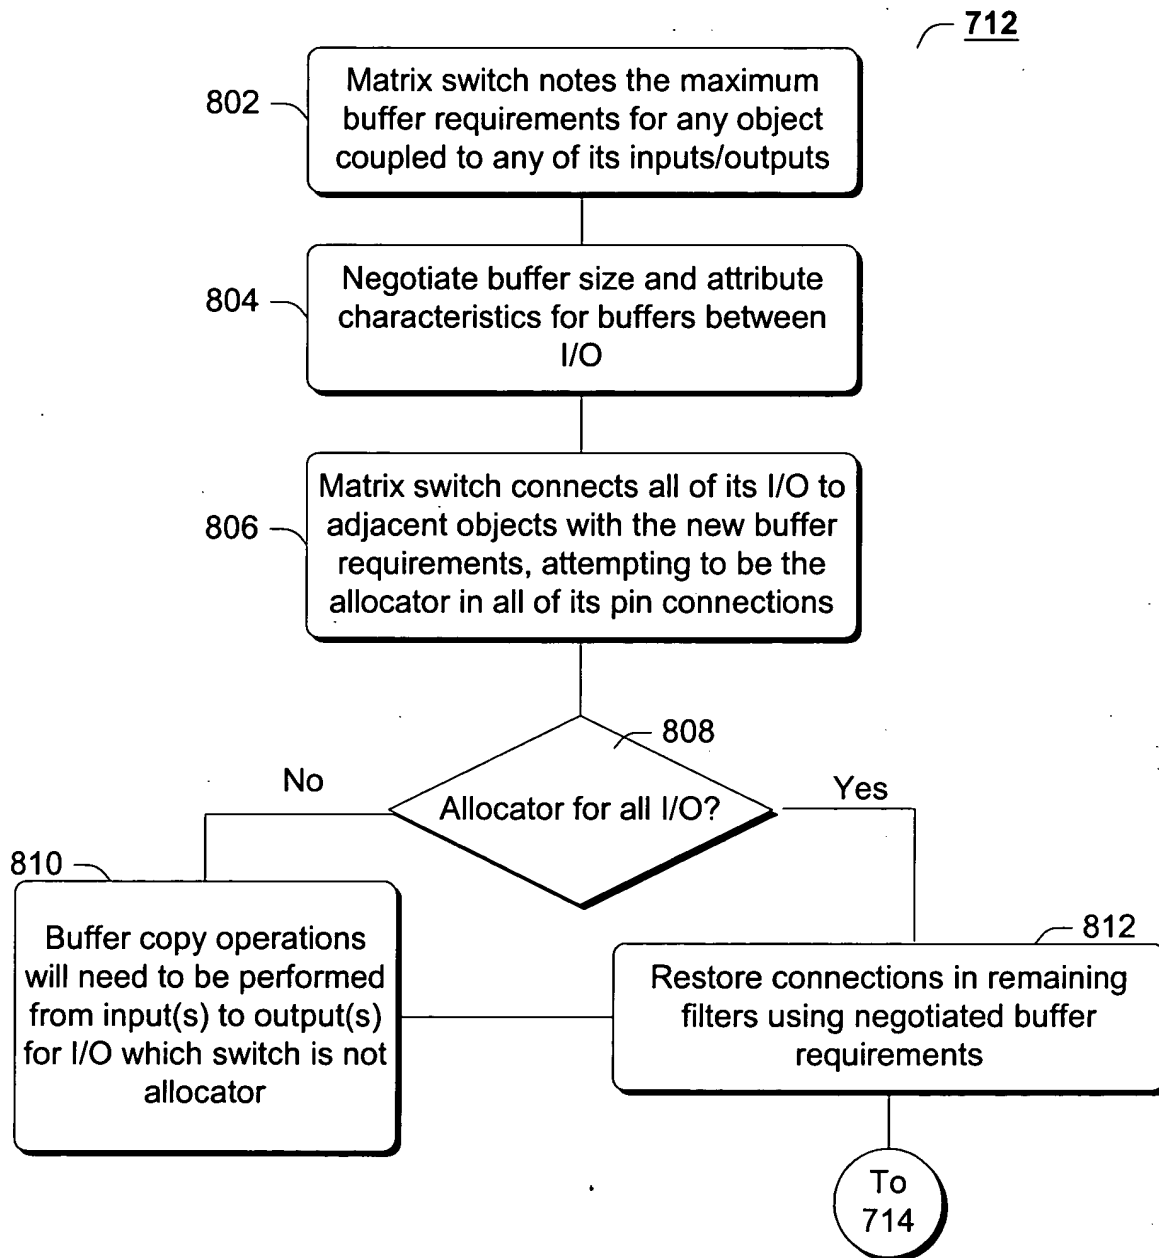 712
802
Matrix switch notes the maximum
buffer requirements for any object
coupled to any of its inputs/outputs
804
Negotiate buffer size and attribute
characteristics for buffers between
I/O
806
Matrix switch connects all of its I/O to
adjacent objects with the new buffer
requirements, attempting to be the
allocator in all of its pin connections
808
No
Allocator for all I/O?
Yes
810
Buffer copy operations
will need to be performed
from input(s) to output(s)
for I/O which switch is not
allocator
812
Restore connections in remaining
filters using negotiated buffer
requirements
To
714